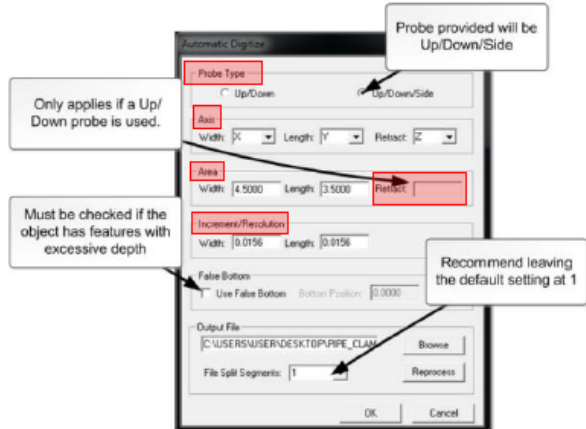 Probe provided will be
Up/Down/Side
Automatic Digitize
Probe Type
Up/Down
Up/Down/Side
Only applies if a Up/
Down probe is used.
Axis
Width: X Length: Y Retract: Z
Area
Width: 4.5000 Length: 3.5000 Retract:
Must be checked if the
object has features with
excessive depth
Increment/Resolution
Width: 0.0156 Length: 0.0156
Recommend leaving
the default setting at 1
False Bottom
Use False Bottom Bottom Position: 0.0000
Output File
C:\USERS\USER\DESKTOP\PIPE_CLAM Browse
File Split Segments: 1 Reprocess
OK Cancel